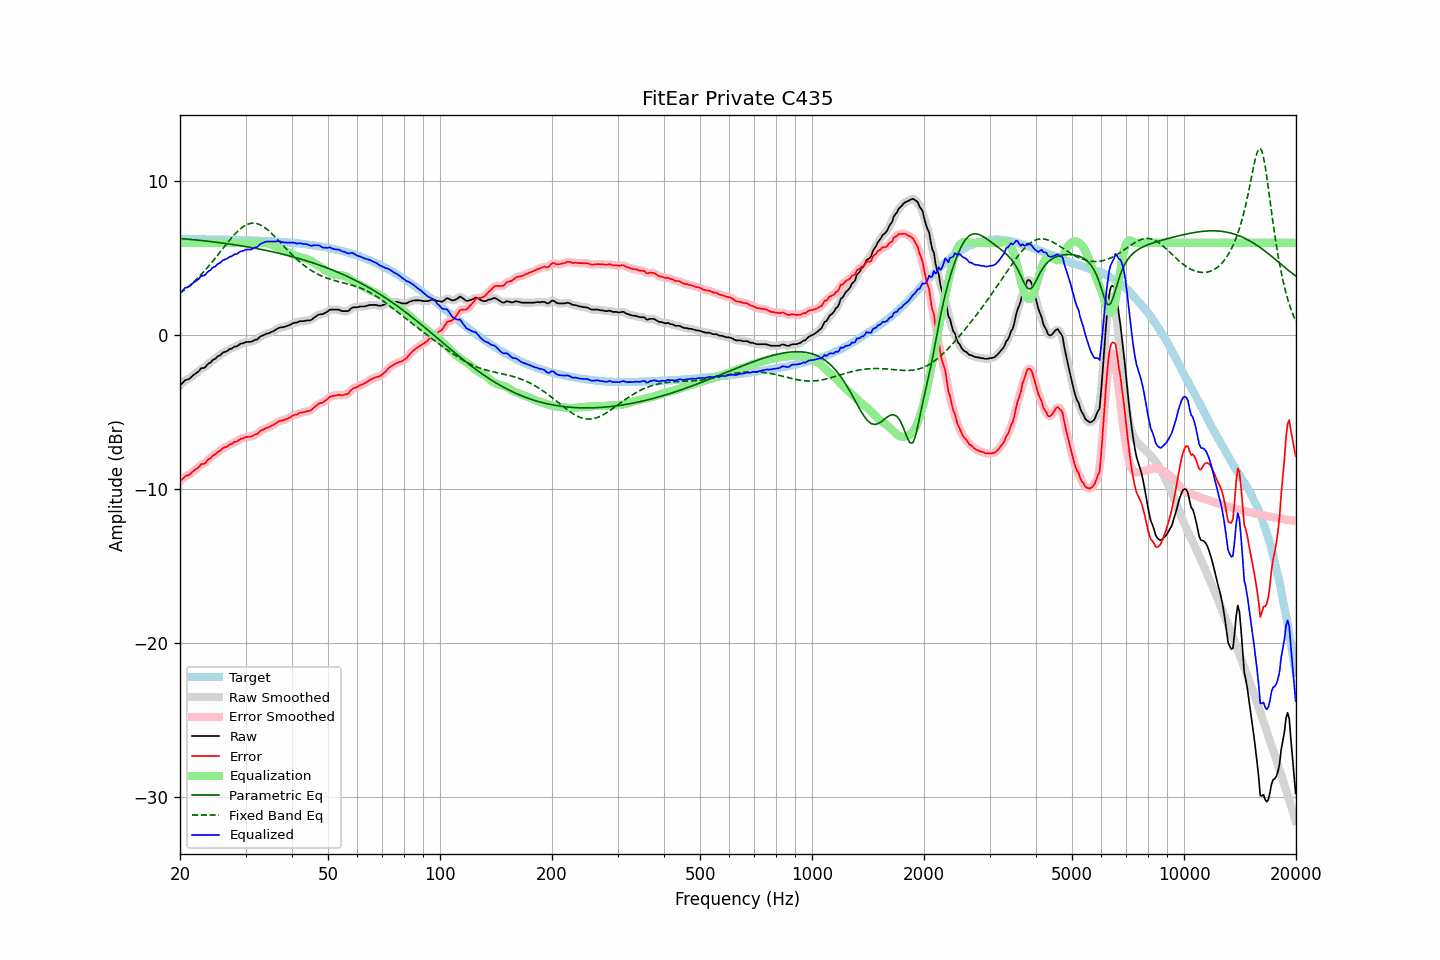 FitEar Private C435
Amplitude (dBr)
10
0
−10
−20
−30
Target
Raw Smoothed
Error Smoothed
Raw
Error
Equalization
Parametric Eq
Fixed Band Eq
Equalized
20 50 100 200 500 1000 2000 5000 10000 20000
Frequency (Hz)